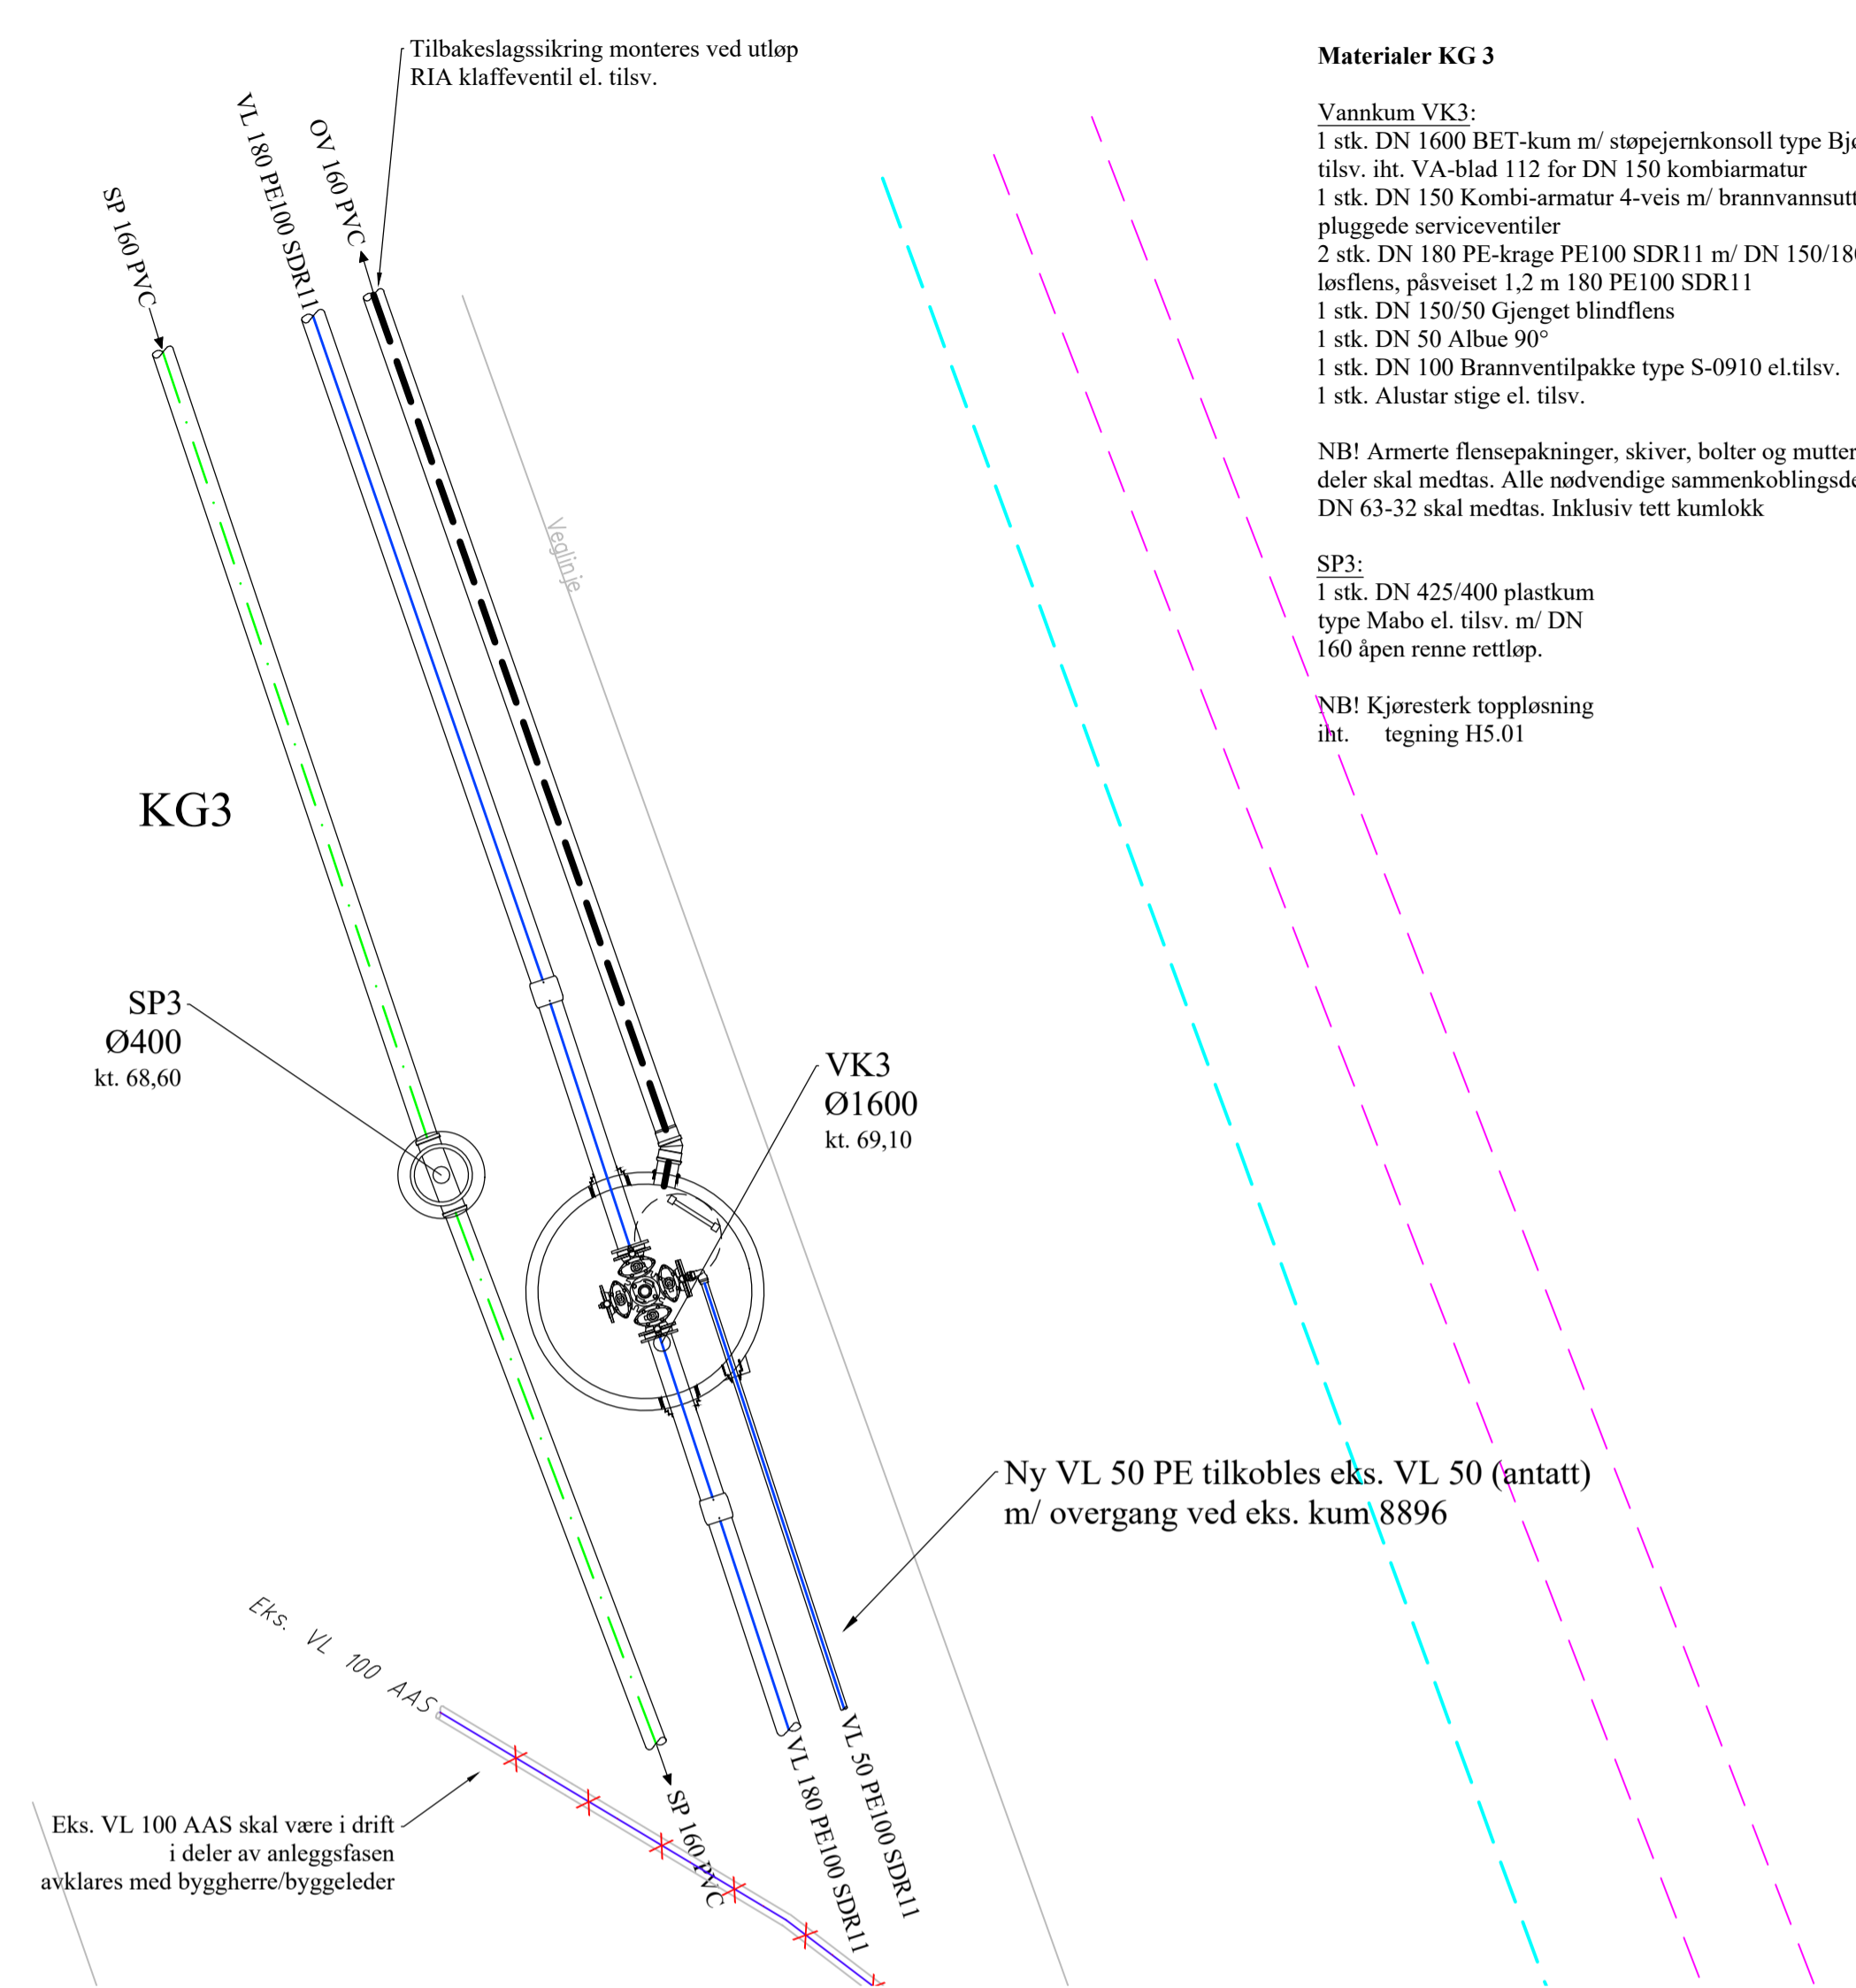 Tilbakeslagssikring monteres ved utløp
RIA klaffeventil el. tilsv.
VL 180 PE100 SDR11
OV 160 PVC
SP 160 PVC
Veglinje
KG3
SP3
Ø400
kt. 68,60
VK3
Ø1600
kt. 69,10
Ny VL 50 PE tilkobles eks. VL 50 (antatt)
m/ overgang ved eks. kum 8896
Eks. VL 100 AAS
Eks. VL 100 AAS skal være i drift
i deler av anleggsfasen
avklares med byggherre/byggeleder
SP 160 PVC
VL 180 PE100 SDR11
VL 50 PE100 SDR11
Materialer KG 3
Vannkum VK3:
1 stk. DN 1600 BET-kum m/ støpejernkonsoll type
tilsv. iht. VA-blad 112 for DN 150 kombiarmatur
1 stk. DN 150 Kombi-armatur 4-veis m/
pluggede serviceventiler
2 stk. DN 180 PE-krage PE100 SDR11 m/ DN 150/180
løsflens, påsveiset 1,2 m 180 PE100 SDR11
1 stk. DN 150/50 Gjenget blindflens
1 stk. DN 50 Albue 90°
1 stk. DN 100 Brannventilpakke type S-0910 el.tilsv.
1 stk. Alustar stige el. tilsv.
NB! Armerte flensepakninger, skiver, bolter og mutter
deler skal medtas. Alle nødvendige
DN 63-32 skal medtas. Inklusiv tett kumlokk
SP3:
1 stk. DN 425/400 plastkum
type Mabo el. tilsv. m/ DN
160 åpen renne rettløp.
NB! Kjøresterk toppløsning
iht. tegning H5.01